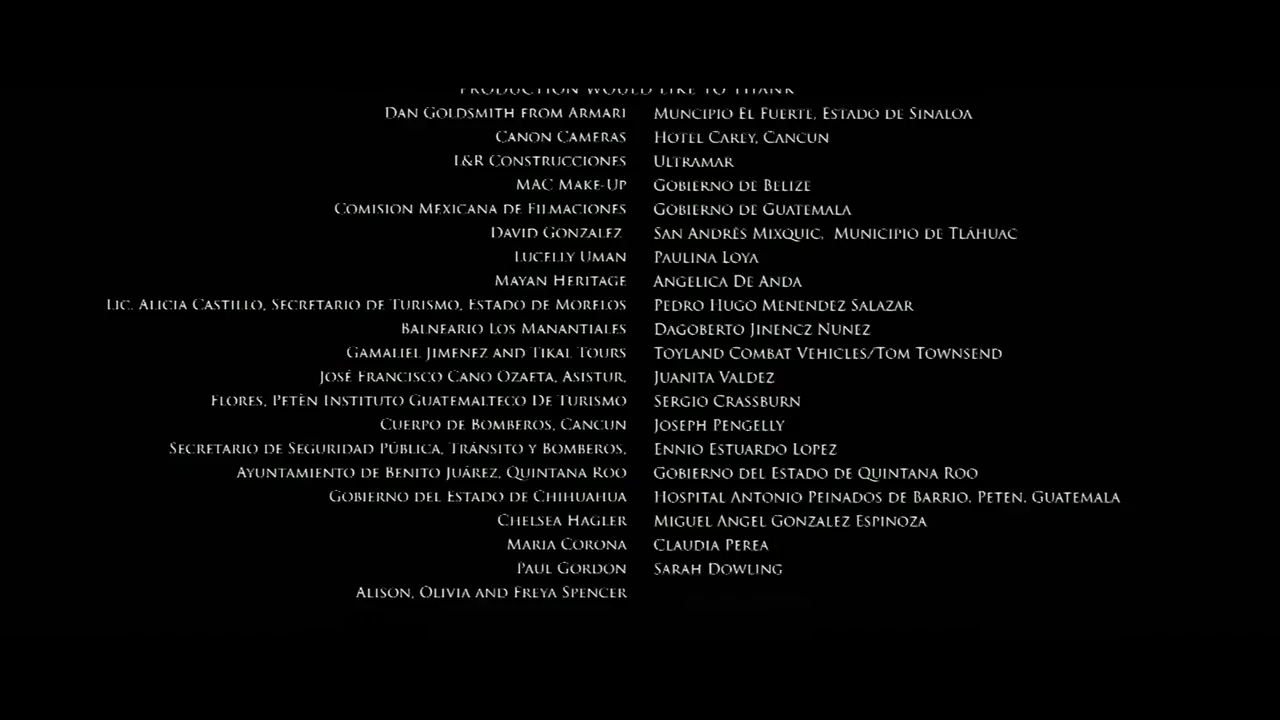 PRODUCTION WOULD LIKE TO THANK
DAN GOLDSMITH FROM ARMARI MUNCIPIO EL FUERTE, ESTADO DE SINALOA
CANON CAMERAS HOTEL CAREY, CANCUN
L&R CONSTRUCCIONES ULTRAMAR
MAC MAKE-UP GOBIERNO DE BELIZE
COMISION MEXICANA DE FILMACIONES GOBIERNO DE GUATEMALA
DAVID GONZALEZ SAN ANDRÈS MIXQUIC, MUNICIPIO DE TLÁHUAC
LUCELLY UMAN PAULINA LOYA
MAYAN HERITAGE ANGELICA DE ANDA
LIC. ALICIA CASTILLO, SECRETARIO DE TURISMO, ESTADO DE MORELOS PEDRO HUGO MENENDEZ SALAZAR
BALNEARIO LOS MANANTIALES DAGOBERTO JINENCZ NUNEZ
GAMALIEL JIMENEZ AND TIKAL TOURS TOYLAND COMBAT VEHICLES/TOM TOWNSEND
JOSÉ FRANCISCO CANO OZAETA, ASISTUR, JUANITA VALDEZ
FLORES, PETÈN INSTITUTO GUATEMALTECO DE TURISMO SERGIO CRASSBURN
CUERPO DE BOMBEROS, CANCUN JOSEPH PENGELLY
SECRETARIO DE SEGURIDAD PÚBLICA, TRÁNSITO Y BOMBEROS, ENNIO ESTUARDO LOPEZ
AYUNTAMIENTO DE BENITO JUÁREZ, QUINTANA ROO GOBIERNO DEL ESTADO DE QUINTANA ROO
GOBIERNO DEL ESTADO DE CHIHUAHUA HOSPITAL ANTONIO PEINADOS DE BARRIO, PETEN, GUATEMALA
CHELSEA HAGLER MIGUEL ANGEL GONZALEZ ESPINOZA
MARIA CORONA CLAUDIA PEREA
PAUL GORDON SARAH DOWLING
ALISON, OLIVIA AND FREYA SPENCER